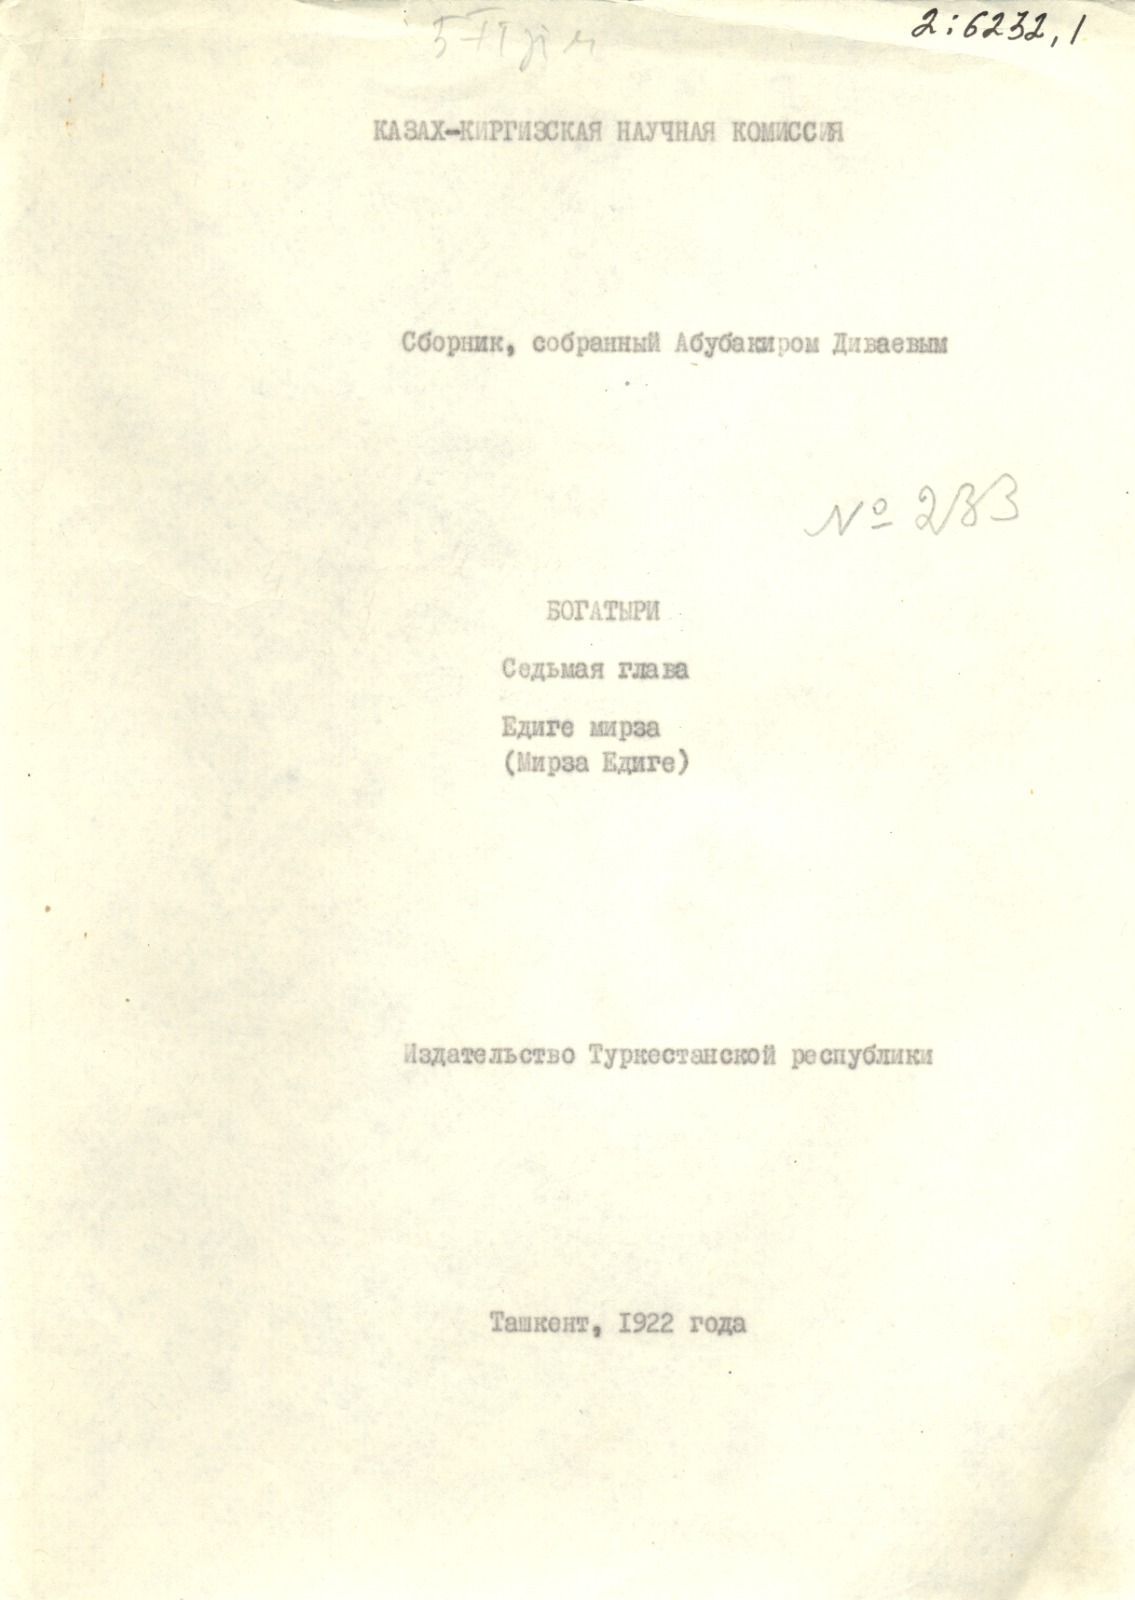 2:6232,1
КАЗАХ-КИРГИЗСКАЯ НАУЧНАЯ КОМИССИЯ
Сборник, собранный Абубакиром Диваевым
№ 233
БОГАТЫРИ
Седьмая глава
Едиге мирза
(Мирза Едиге)
Издательство Туркестанской республики
Ташкент, 1922 года